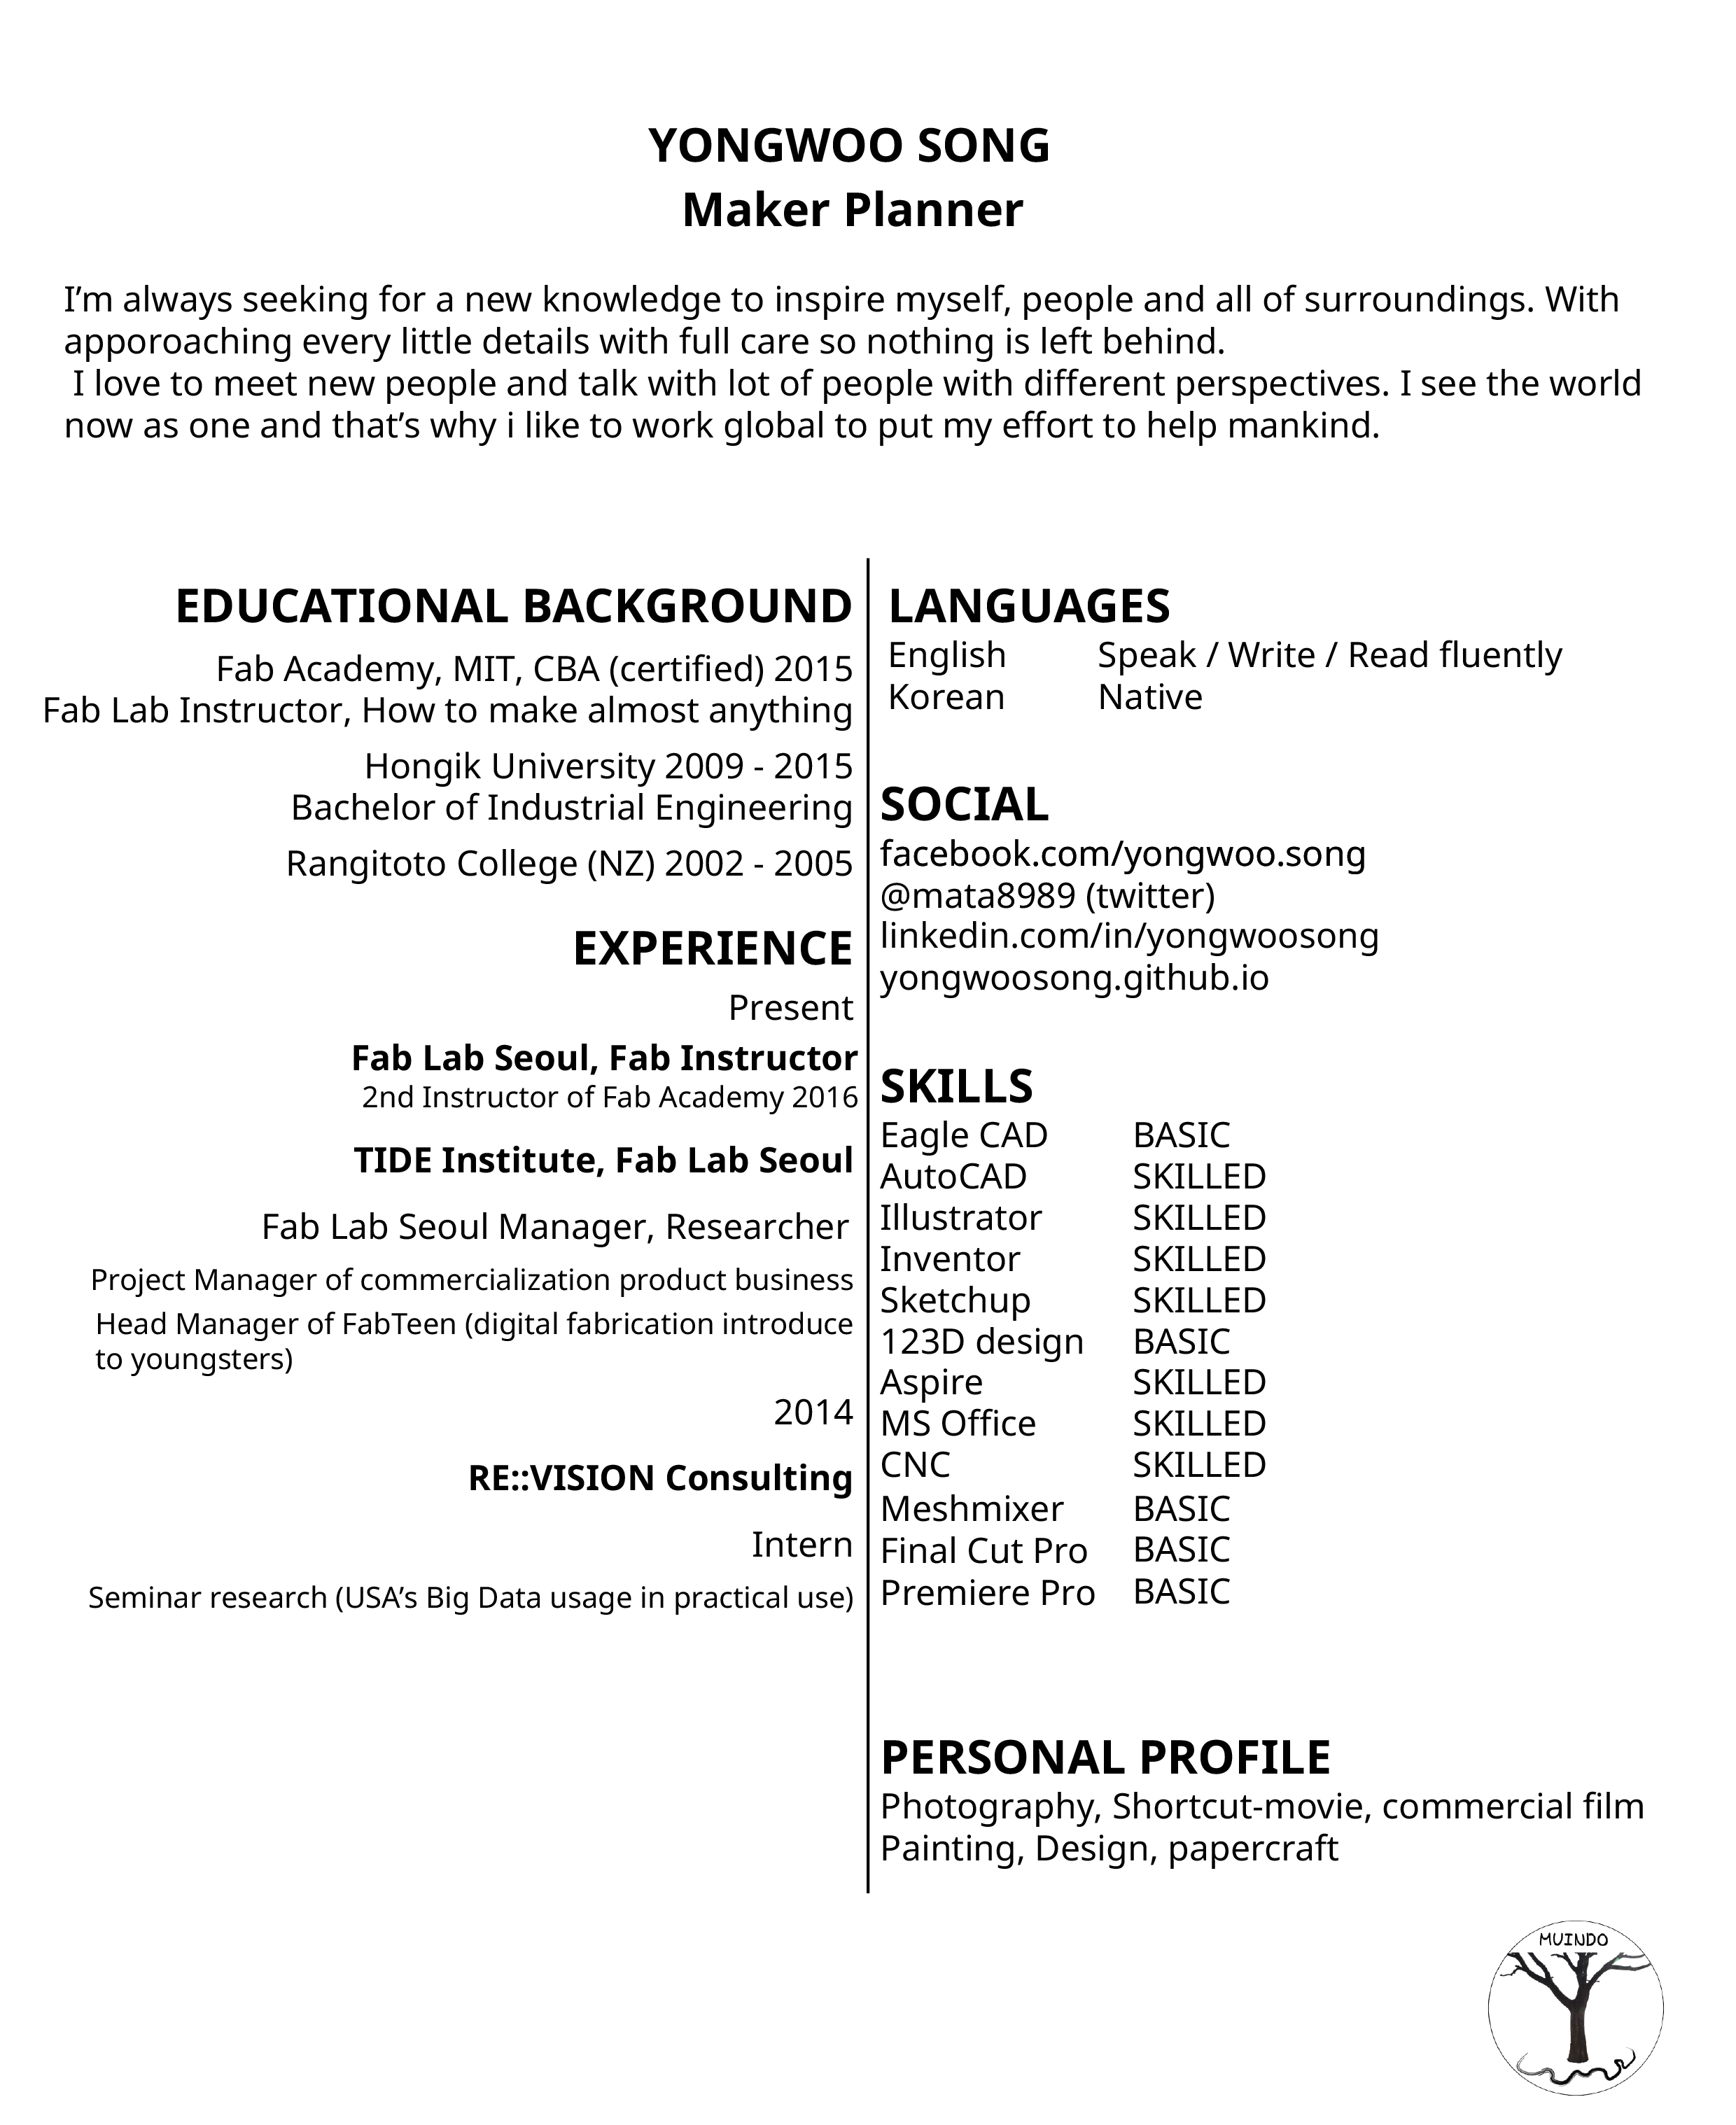 YONGWOO SONG
Maker Planner
I’m always seeking for a new knowledge to inspire myself, people and all of surroundings. With
apporoaching every little details with full care so nothing is left behind.
I love to meet new people and talk with lot of people with different perspectives. I see the world
now as one and that’s why i like to work global to put my effort to help mankind.
EDUCATIONAL BACKGROUND
Fab Academy, MIT, CBA (certified) 2015
Fab Lab Instructor, How to make almost anything
Hongik University 2009 - 2015
Bachelor of Industrial Engineering
Rangitoto College (NZ) 2002 - 2005
EXPERIENCE
Present
Fab Lab Seoul, Fab Instructor
2nd Instructor of Fab Academy 2016
TIDE Institute, Fab Lab Seoul
Fab Lab Seoul Manager, Researcher
Project Manager of commercialization product business
Head Manager of FabTeen (digital fabrication introduce
to youngsters)
2014
RE::VISION Consulting
Intern
Seminar research (USA’s Big Data usage in practical use)
LANGUAGES
English Speak / Write / Read fluently
Korean Native
SOCIAL
facebook.com/yongwoo.song
@mata8989 (twitter)
linkedin.com/in/yongwoosong
yongwoosong.github.io
SKILLS
Eagle CAD BASIC
AutoCAD SKILLED
Illustrator SKILLED
Inventor SKILLED
Sketchup SKILLED
123D design BASIC
Aspire SKILLED
MS Office SKILLED
CNC SKILLED
Meshmixer BASIC
Final Cut Pro BASIC
Premiere Pro BASIC
PERSONAL PROFILE
Photography, Shortcut-movie, commercial film
Painting, Design, papercraft
MUINDO